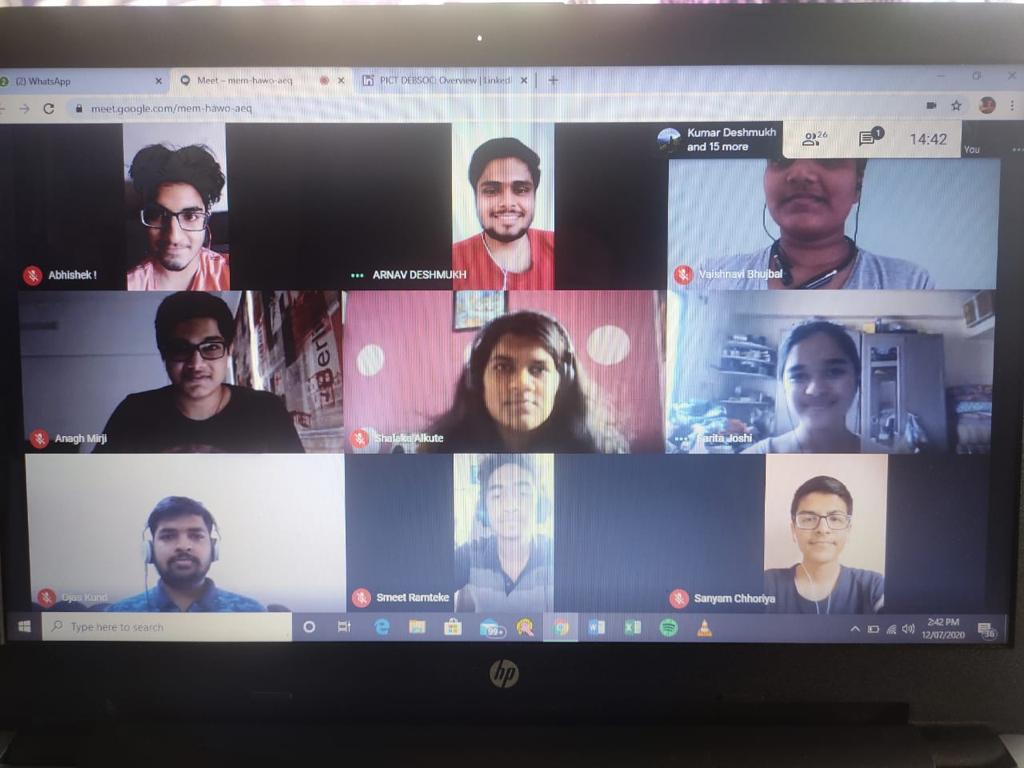 (2) WhatsApp
Meet – mem-hawo-aeq
PICT DEBSOC: Overview | LinkedI
meet.google.com/mem-hawo-aeq
Kumar Deshmukh
and 15 more
26
1
14:42
You
Abhishek !
ARNAV DESHMUKH
Vaishnavi Bhujbal
Anagh Mirji
Shalaka Alkute
Sarita Joshi
Ojas Kund
Smeet Ramteke
Sanyam Chhoriya
Type here to search
99+
2:42 PM
12/07/2020
36
hp